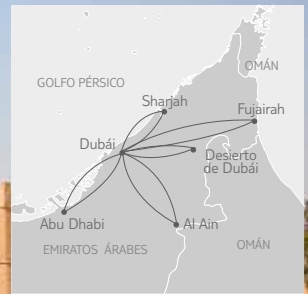 OMÁN
GOLFO PÉRSICO
Sharjah
Fujairah
Dubái
Desierto
de Dubái
Abu Dhabi
Al Ain
EMIRATOS ÁRABES
OMÁN